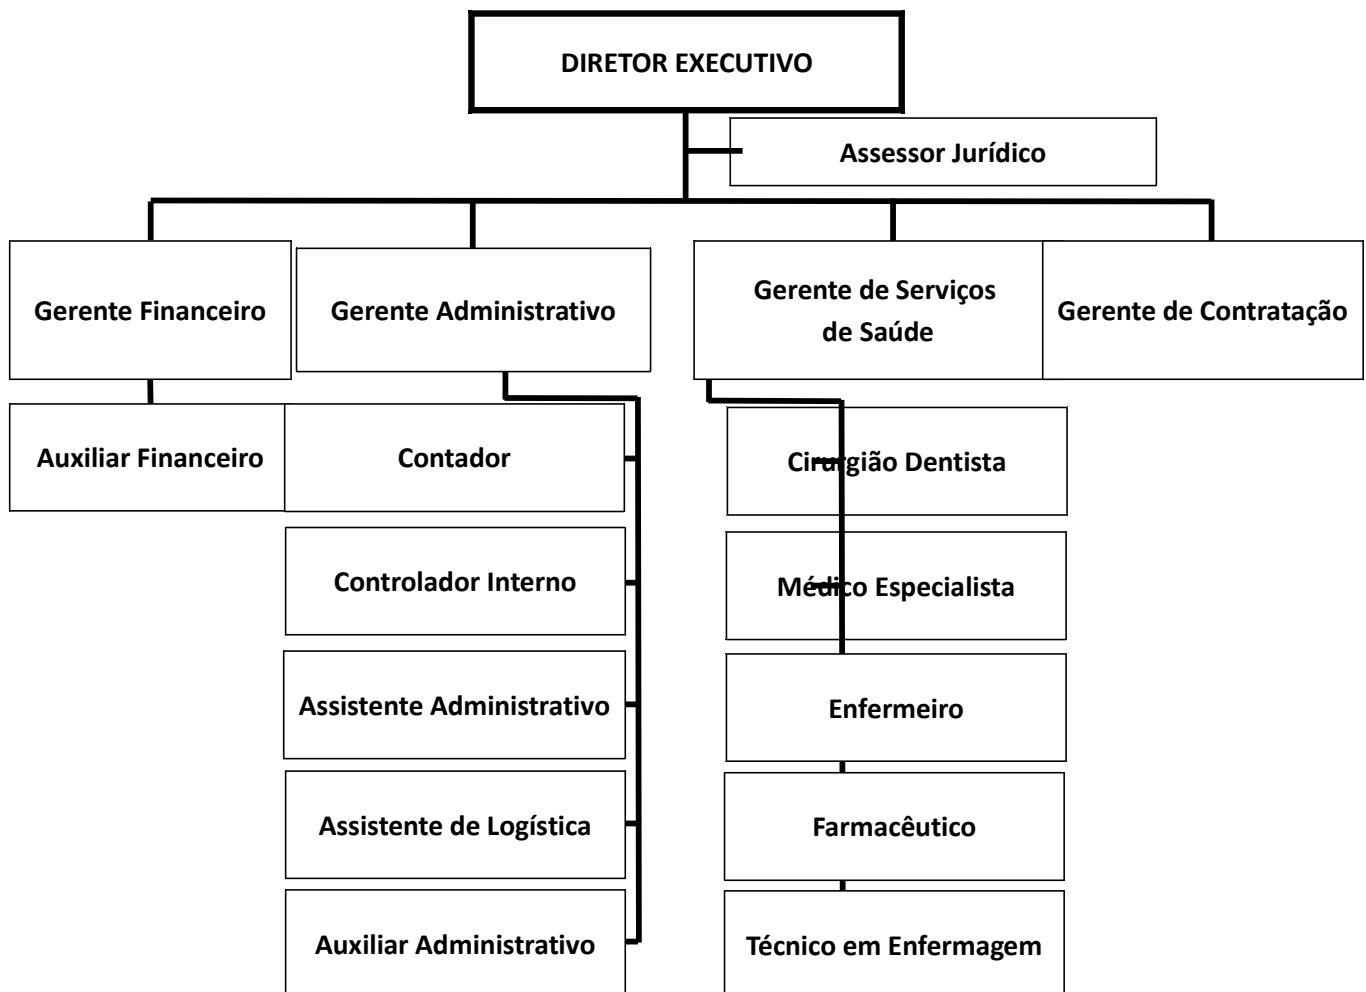 DIRETOR EXECUTIVO
Assessor Jurídico
Gerente Financeiro
Gerente Administrativo
Gerente de Serviços
de Saúde
Gerente de Contratação
Auxiliar Financeiro
Contador
Cirurgião Dentista
Controlador Interno
Médico Especialista
Assistente Administrativo
Enfermeiro
Assistente de Logística
Farmacêutico
Auxiliar Administrativo
Técnico em Enfermagem